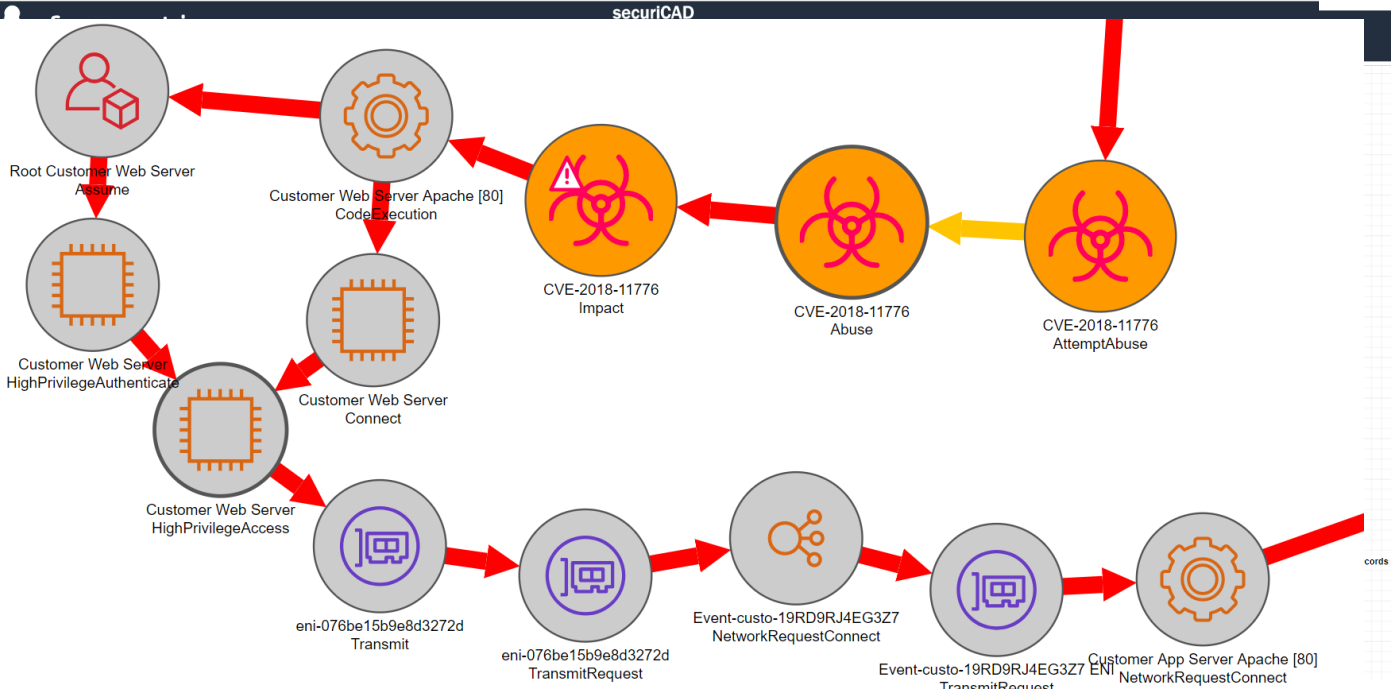 securiCAD
Root Customer Web Server
Assume
Customer Web Server Apache [80]
CodeExecution
CVE-2018-11776
Impact
CVE-2018-11776
Abuse
CVE-2018-11776
AttemptAbuse
Customer Web Server
HighPrivilegeAuthenticate
Customer Web Server
Connect
Customer Web Server
HighPrivilegeAccess
eni-076be15b9e8d3272d
Transmit
eni-076be15b9e8d3272d
TransmitRequest
Event-custo-19RD9RJ4EG3Z7
NetworkRequestConnect
Event-custo-19RD9RJ4EG3Z7 ENI
TransmitRequest
Customer App Server Apache [80]
NetworkRequestConnect
cords